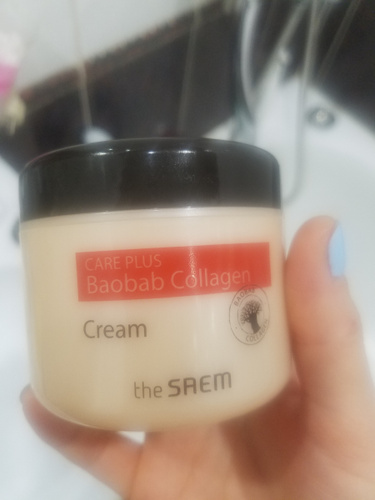 CARE PLUS
Baobab Collagen
Cream
the SAEM